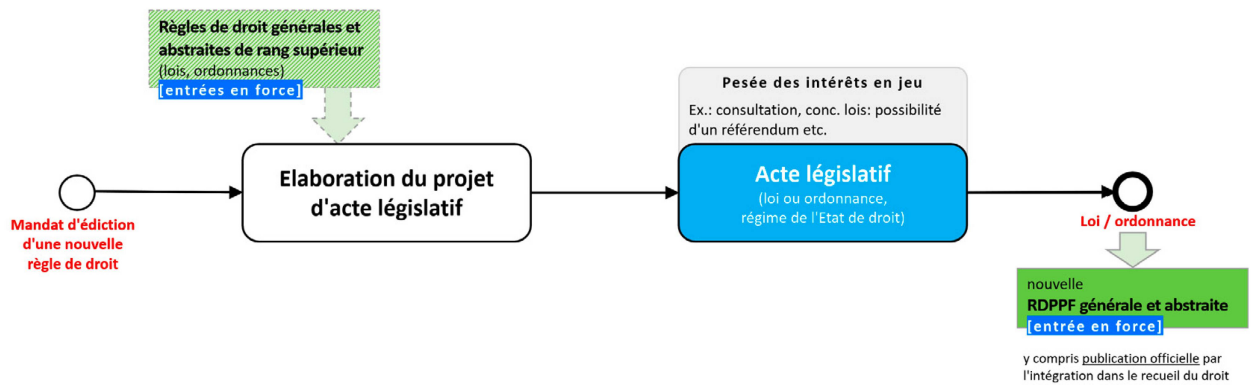 Règles de droit générales et
abstraites de rang supérieur
(lois, ordonnances)
[entrées en force]
Pesée des intérêts en jeu
Ex.: consultation, conc. lois: possibilité
d'un référendum etc.
Elaboration du projet
d'acte législatif
Acte législatif
(loi ou ordonnance,
régime de l'Etat de droit)
Mandat d'édiction
d'une nouvelle
règle de droit
Loi / ordonnance
nouvelle
RDPPF générale et abstraite
[entrée en force]
y compris publication officielle par
l'intégration dans le recueil du droit